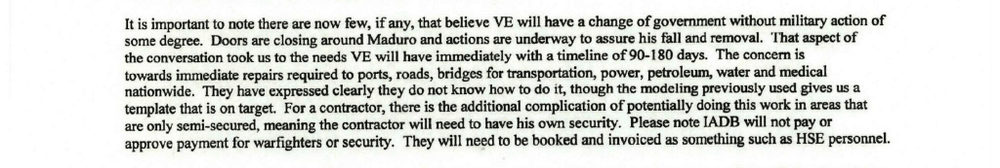 It is important to note there are now few, if any, that believe VE will have a change of government without military action of
some degree. Doors are closing around Maduro and actions are underway to assure his fall and removal. That aspect of
the conversation took us to the needs VE will have immediately with a timeline of 90-180 days. The concern is
towards immediate repairs required to ports, roads, bridges for transportation, power, petroleum, water and medical
nationwide. They have expressed clearly they do not know how to do it, though the modeling previously used gives us a
template that is on target. For a contractor, there is the additional complication of potentially doing this work in areas that
are only semi-secured, meaning the contractor will need to have his own security. Please note IADB will not pay or
approve payment for warfighters or security. They will need to be booked and invoiced as something such as HSE personnel.